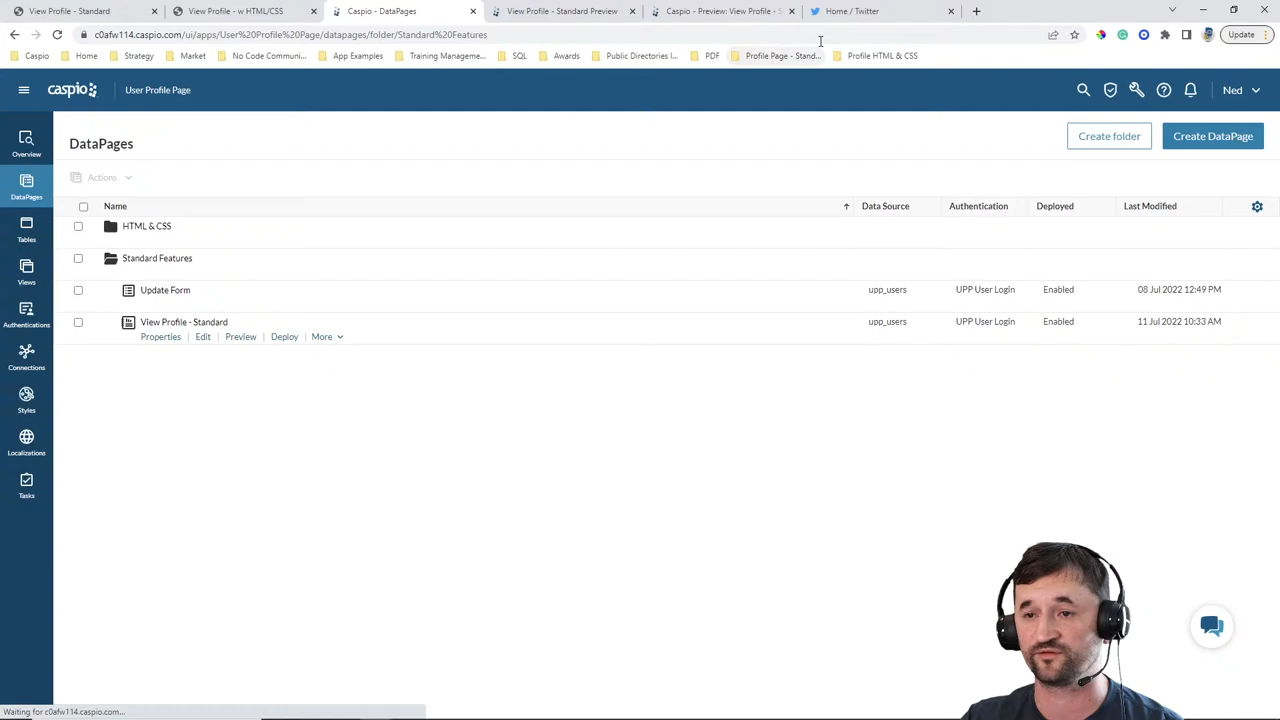 View Profile - Standard
View Profile - w HTML/CSS
Caspio - DataPages
View Profile - Standard Preview
Caspio - Preview: View Profile - S
Home / Twitter
c0afw114.caspio.com/ui/apps/User%20Profile%20Page/datapages/folder/Standard%20Features
Update
Caspio
Home
Strategy
Market
No Code Communi...
App Examples
Training Manageme...
SQL
Awards
Public Directories I...
PDF
Profile Page - Stand...
Profile HTML & CSS
caspio
User Profile Page
Ned
Overview
DataPages
Tables
Views
Authentications
Connections
Styles
Localizations
Tasks
DataPages
Create folder
Create DataPage
Actions
Name Data Source Authentication Deployed Last Modified
HTML & CSS
Standard Features
Update Form upp_users UPP User Login Enabled 08 Jul 2022 12:49 PM
View Profile - Standard upp_users UPP User Login Enabled 11 Jul 2022 10:33 AM
Properties | Edit | Preview | Deploy | More
Waiting for c0afw114.caspio.com...